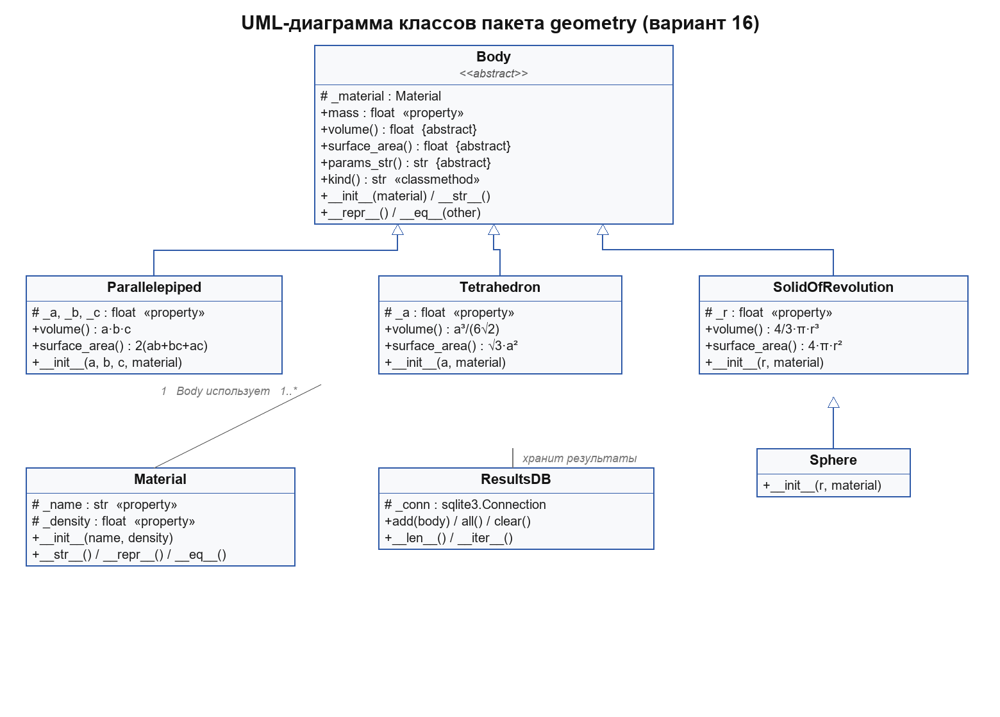 UML-диаграмма классов пакета geometry (вариант 16)
Body
<<abstract>>
# _material : Material
+mass : float  «property»
+volume() : float  {abstract}
+surface_area() : float  {abstract}
+params_str() : str  {abstract}
+kind() : str  «classmethod»
+__init__(material) / __str__()
+__repr__() / __eq__(other)
Parallelepiped
# _a, _b, _c : float  «property»
+volume() : a·b·c
+surface_area() : 2(ab+bc+ac)
+__init__(a, b, c, material)
Tetrahedron
# _a : float  «property»
+volume() : a³/(6√2)
+surface_area() : √3·a²
+__init__(a, material)
SolidOfRevolution
# _r : float  «property»
+volume() : 4/3·π·r³
+surface_area() : 4·π·r²
+__init__(r, material)
1   Body использует   1..*
Material
# _name : str  «property»
# _density : float  «property»
+__init__(name, density)
+__str__() / __repr__() / __eq__()
хранит результаты
ResultsDB
# _conn : sqlite3.Connection
+add(body) / all() / clear()
+__len__() / __iter__()
Sphere
+__init__(r, material)